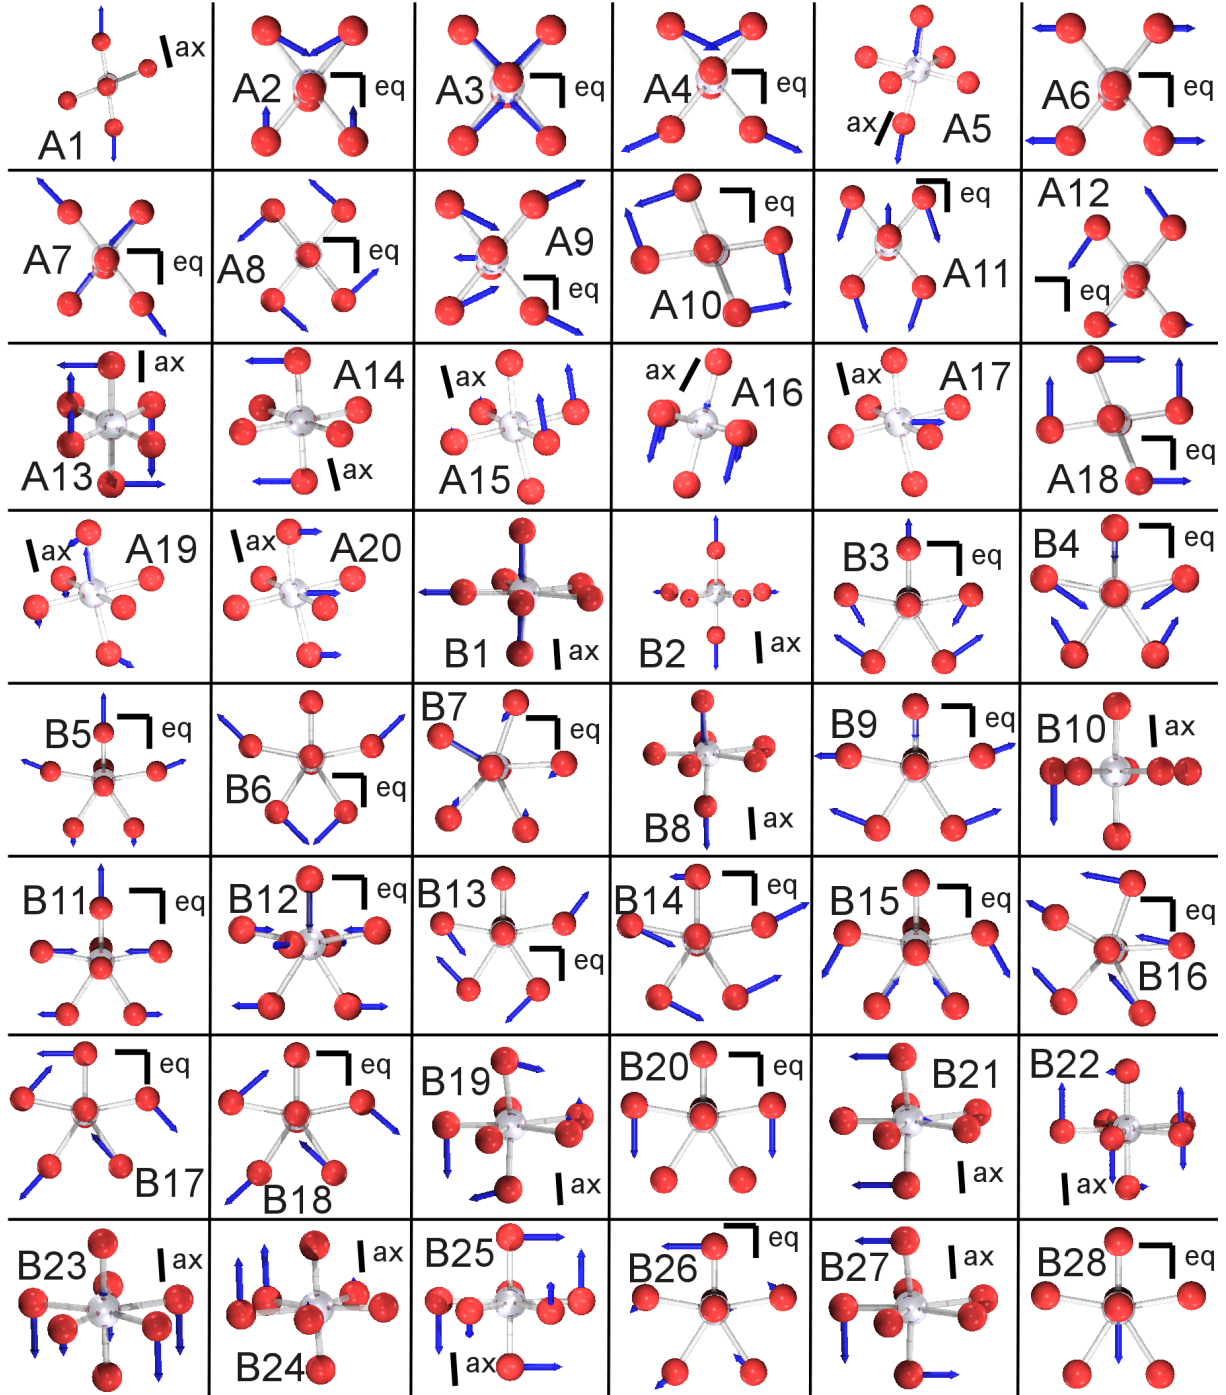 A1 ax
A2 eq
A3 eq
A4 eq
ax A5
A6 eq
A7 eq
A8 eq
A9 eq
A10 eq
A11 eq
A12 eq
A13 ax
A14 ax
A15 ax
A16 ax
A17 ax
A18 eq
A19 ax
A20 ax
B1 ax
B2 ax
B3 eq
B4 eq
B5 eq
B6 eq
B7 eq
B8 ax
B9 eq
B10 ax
B11 eq
B12 eq
B13 eq
B14 eq
B15 eq
B16 eq
B17 eq
B18 eq
B19 ax
B20 eq
B21 ax
B22 ax
B23 ax
B24 ax
B25 ax
B26 eq
B27 ax
B28 eq